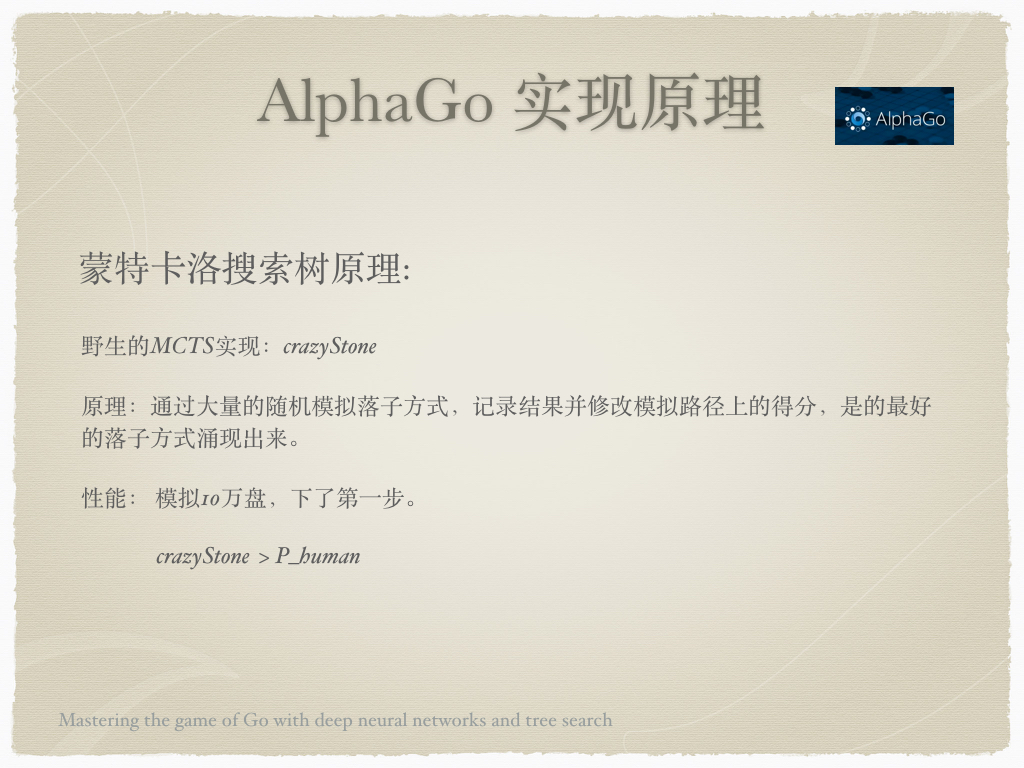 AlphaGo 实现原理
AlphaGo
蒙特卡洛搜索树原理:
野生的MCTS实现：crazyStone
原理：通过大量的随机模拟落子方式，记录结果并修改模拟路径上的得分，是的最好
的落子方式涌现出来。
性能： 模拟10万盘，下了第一步。
crazyStone > P_human
Mastering the game of Go with deep neural networks and tree search